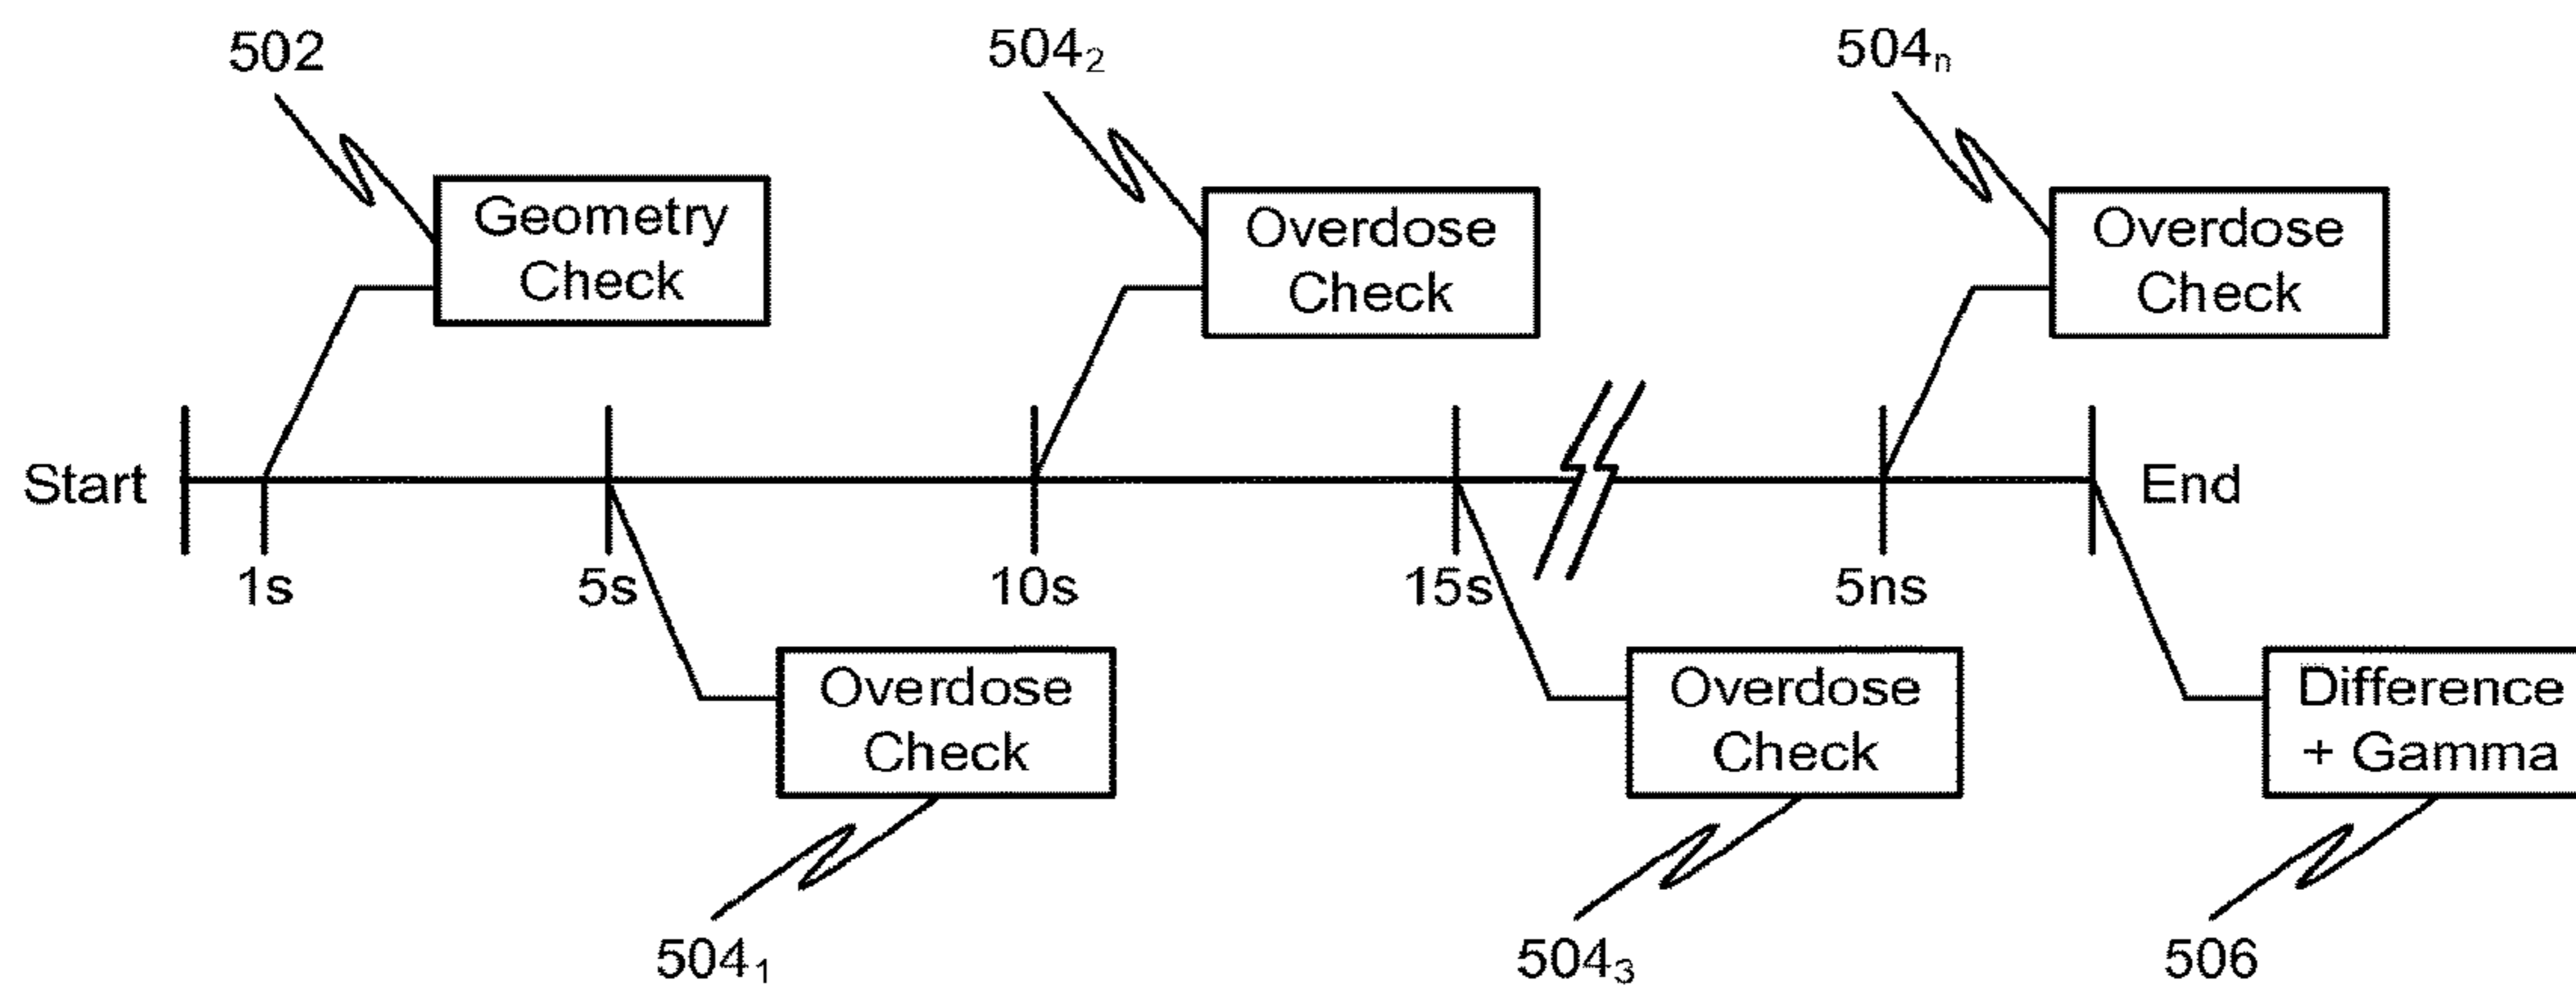 502
504₂
504ₙ
Geometry
Check
Overdose
Check
Overdose
Check
Start
End
1s
5s
10s
15s
5ns
Overdose
Check
Overdose
Check
Difference
+ Gamma
504₁
504₃
506